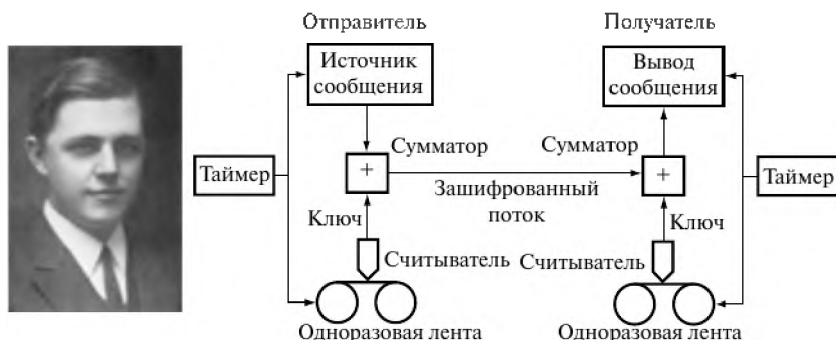 Отправитель
Получатель
Источник
сообщения
Вывод
сообщения
Таймер
Сумматор
Сумматор
+
+
Зашифрованный
поток
Таймер
Ключ
Ключ
Считыватель
Считыватель
Одноразовая лента
Одноразовая лента